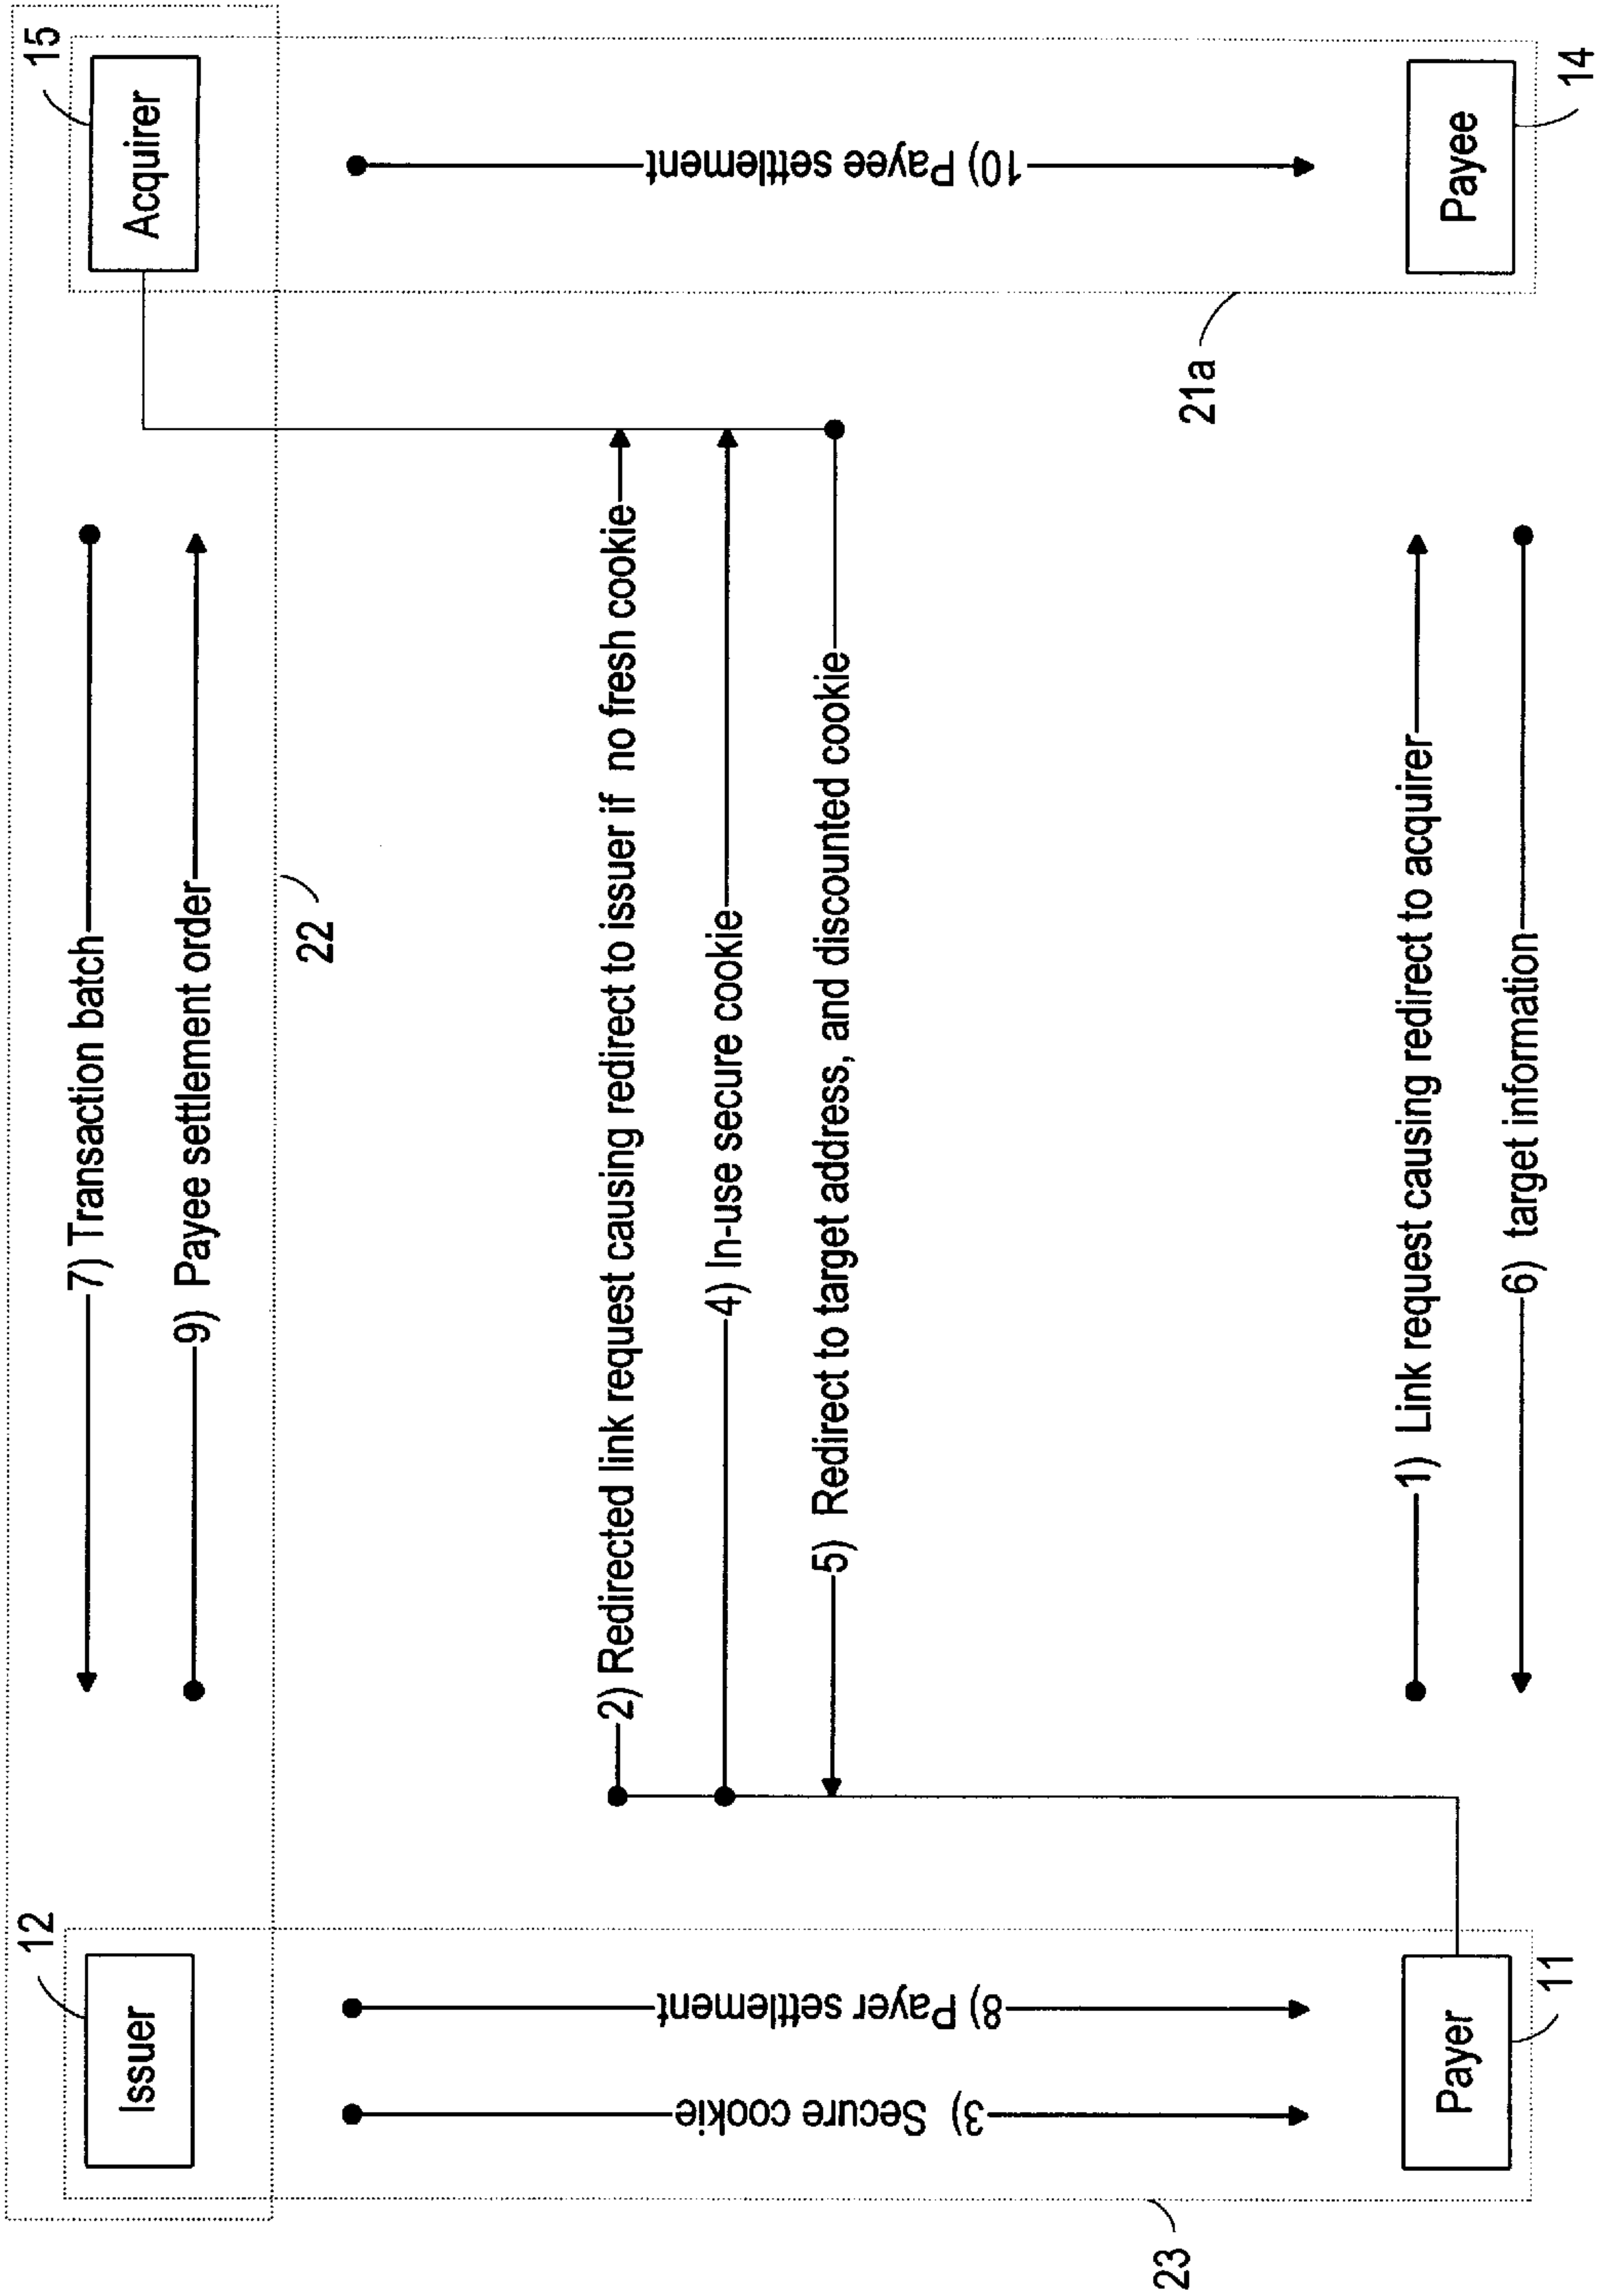 12
15
Issuer
Acquirer
7) Transaction batch
9) Payee settlement order
22
3) Secure cookie
8) Payer settlement
10) Payee settlement
2) Redirected link request causing redirect to issuer if no fresh cookie
4) In-use secure cookie
5) Redirect to target address, and discounted cookie
21a
1) Link request causing redirect to acquirer
6) target information
Payer
Payee
23
11
14